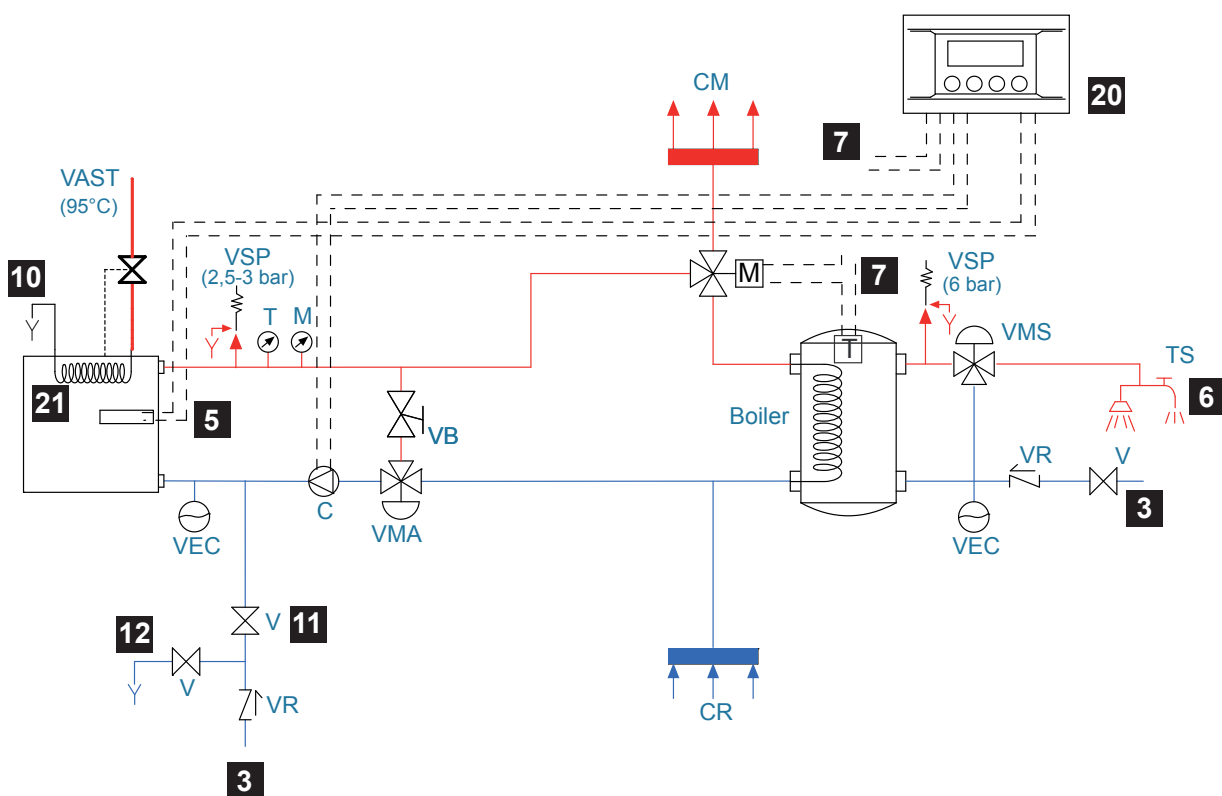 CM
20
7
VAST
(95°C)
VSP
(2,5-3 bar)
10
M
7
VSP
(6 bar)
T
M
VMS
T
TS
21
5
Boiler
6
VB
VR
V
3
C
VEC
VMA
VEC
V
11
12
V
VR
CR
3